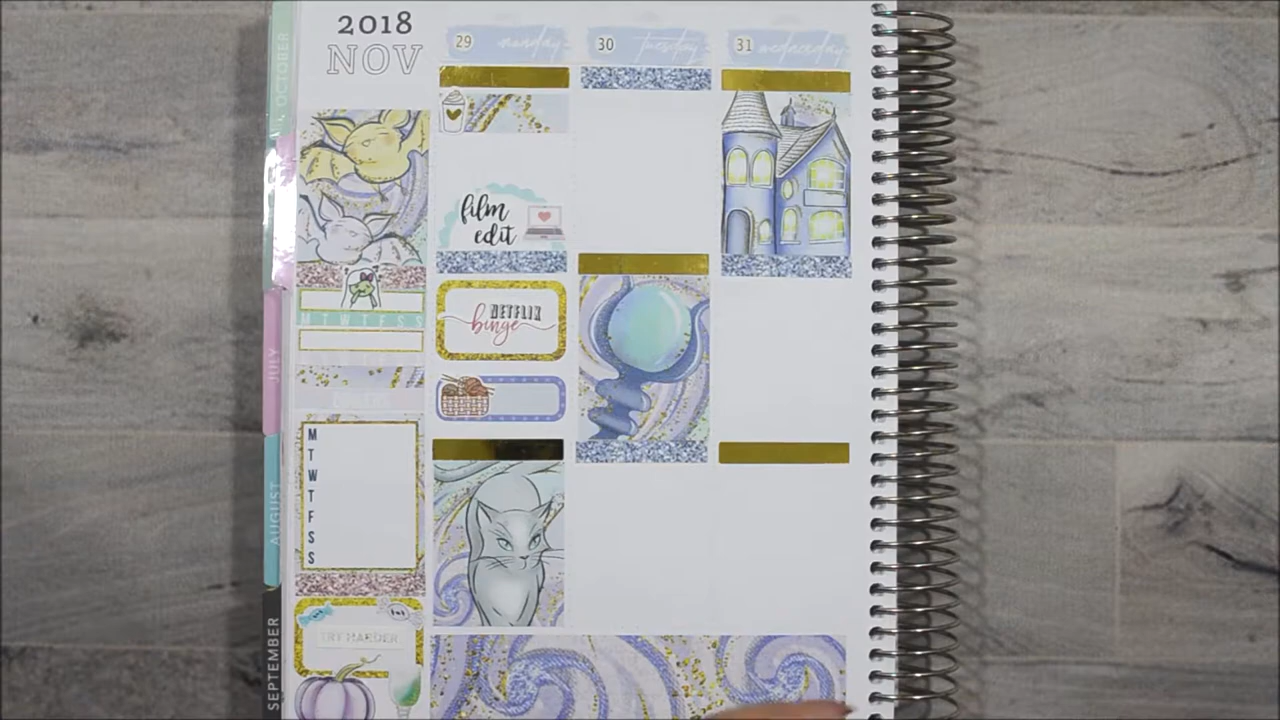 2018
NOV
29 monday
30 tuesday
31 wednesday
OCTOBER
JULY
AUGUST
SEPTEMBER
film
edit
NETFLIX
binge
M T W T F S S
M
T
W
T
F
S
S
TRY HARDER